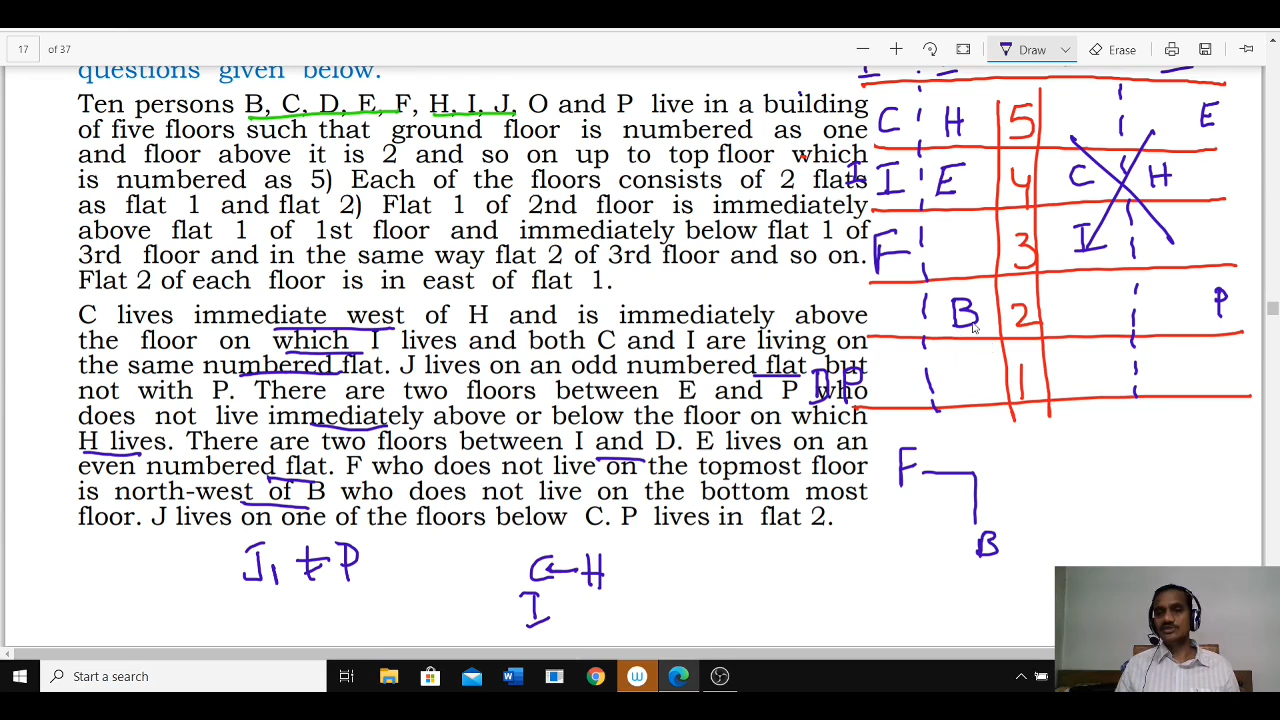 17 of 37 Draw Erase
questions given below.
Ten persons B, C, D, E, F, H, I, J, O and P live in a building
of five floors such that ground floor is numbered as one
and floor above it is 2 and so on up to top floor which
is numbered as 5) Each of the floors consists of 2 flats
as flat 1 and flat 2) Flat 1 of 2nd floor is immediately
above flat 1 of 1st floor and immediately below flat 1 of
3rd floor and in the same way flat 2 of 3rd floor and so on.
Flat 2 of each floor is in east of flat 1.
C lives immediate west of H and is immediately above
the floor on which I lives and both C and I are living on
the same numbered flat. J lives on an odd numbered flat but
not with P. There are two floors between E and P who
does not live immediately above or below the floor on which
H lives. There are two floors between I and D. E lives on an
even numbered flat. F who does not live on the topmost floor
is north-west of B who does not live on the bottom most
floor. J lives on one of the floors below C. P lives in flat 2.
C H 5 E
I I E 4 C H
F 3 I
B 2 P
D P 1
F
B
J1 ≠ P
C ← H
I
Type here to search